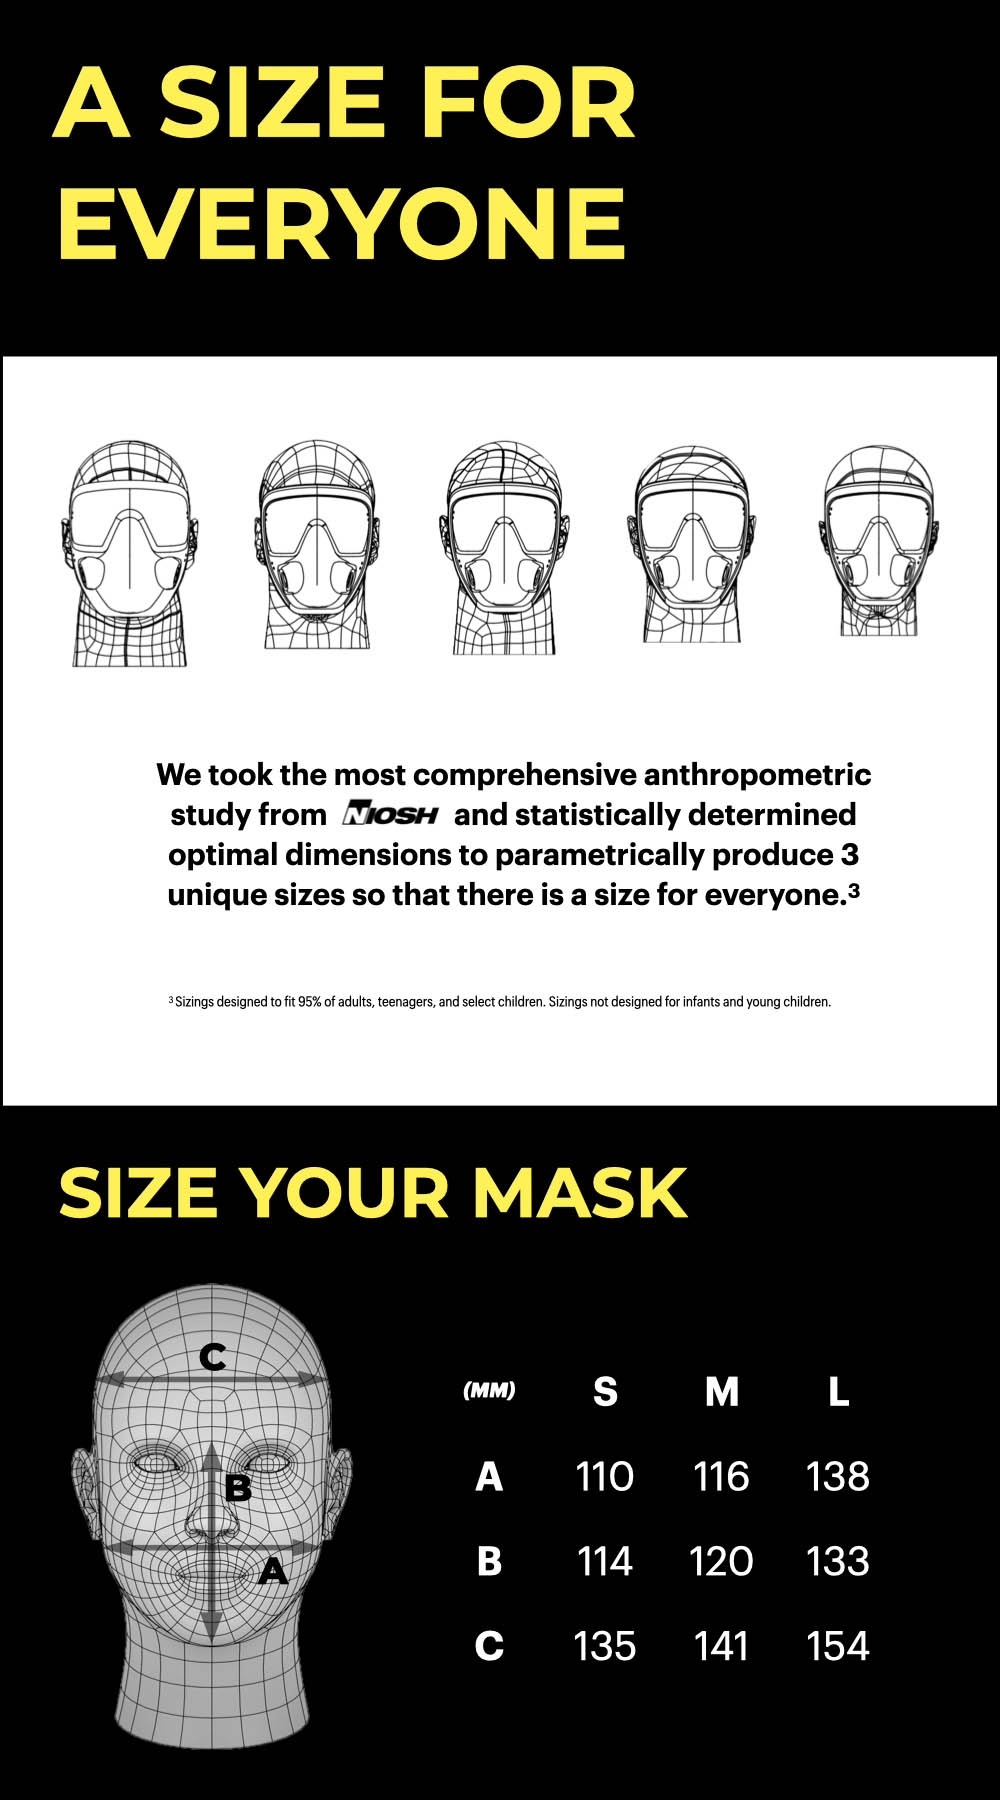 A SIZE FOR
EVERYONE
We took the most comprehensive anthropometric
study from NIOSH and statistically determined
optimal dimensions to parametrically produce 3
unique sizes so that there is a size for everyone.³
³ Sizings designed to fit 95% of adults, teenagers, and select children. Sizings not designed for infants and young children.
SIZE YOUR MASK
C
B
A
(MM) S M L
A 110 116 138
B 114 120 133
C 135 141 154